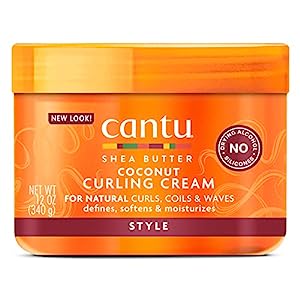 NEW LOOK!
cantu
SHEA BUTTER
COCONUT
CURLING CREAM
FOR NATURAL CURLS, COILS & WAVES
defines, softens & moisturizes
STYLE
NET WT
12 OZ
(340 g)
DRYING ALCOHOL
NO
SILICONES